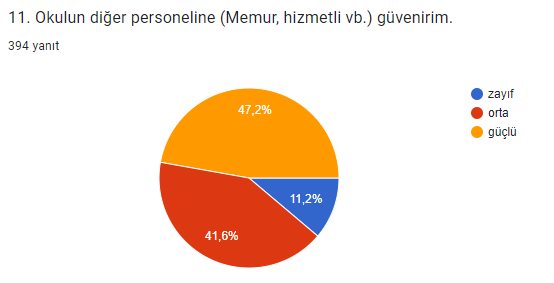 11. Okulun diğer personeline (Memur, hizmetli vb.) güvenirim.
394 yanıt
zayıf
orta
güçlü
47,2%
11,2%
41,6%